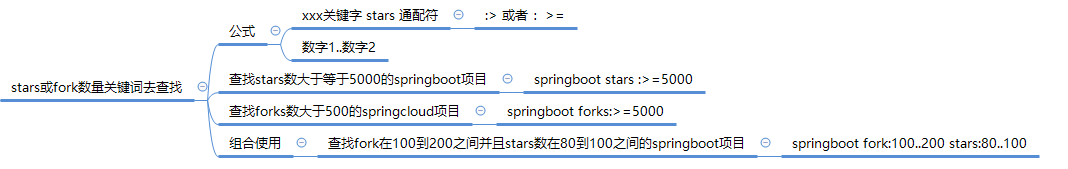 stars或fork数量关键词去查找
公式
xxx关键字 stars 通配符
:> 或者 : >=
数字1..数字2
查找stars数大于等于5000的springboot项目
springboot stars :>=5000
查找forks数大于500的springcloud项目
springboot forks:>=5000
组合使用
查找fork在100到200之间并且stars数在80到100之间的springboot项目
springboot fork:100..200 stars:80..100